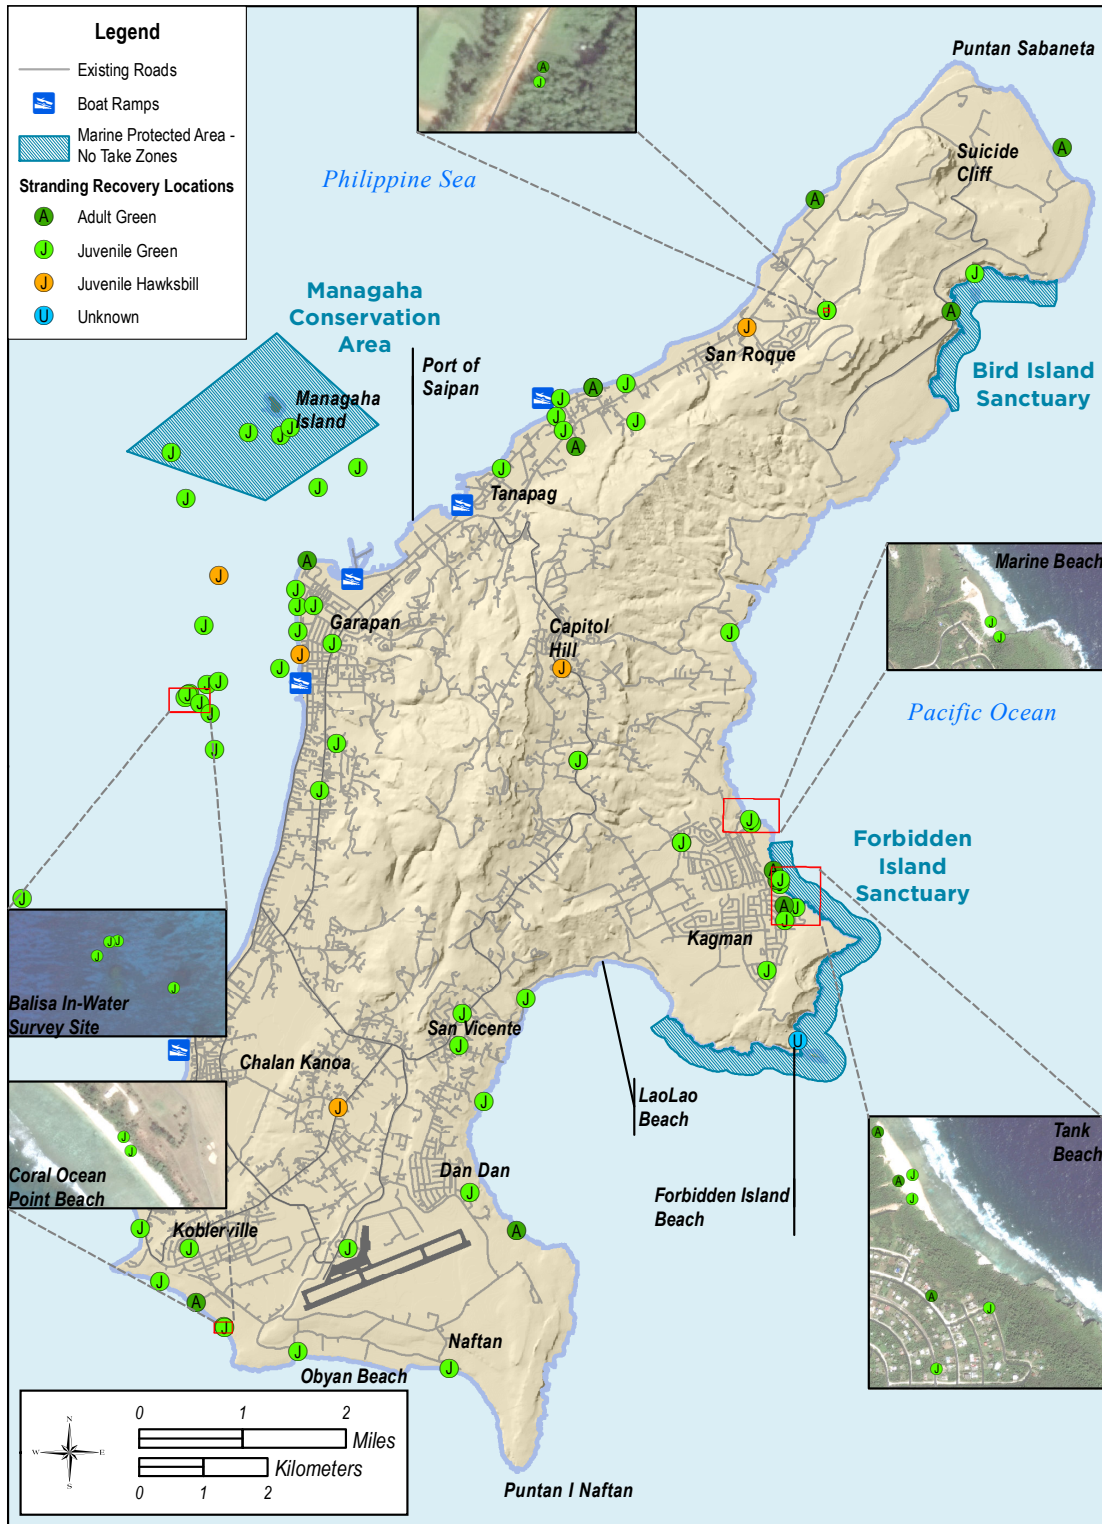 Legend
Existing Roads
Boat Ramps
Marine Protected Area -
No Take Zones
Stranding Recovery Locations
A Adult Green
J Juvenile Green
J Juvenile Hawksbill
U Unknown
A
J
Puntan Sabaneta
Philippine Sea
Suicide
Cliff
A
A
J
A
J
J
San Roque
Bird Island
Sanctuary
Managaha
Conservation
Area
Port of
Saipan
Managaha
Island
J
J
J
J
J
J
J
J
A
J
J
J
J
A
J
Tanapag
Marine Beach
J
J
J
A
J
J
J
J
J
J
J
J
J
Garapan
Capitol
Hill
J
J
Pacific Ocean
J
J
J
J
J
J
J
J
J
J
J
J
J
Forbidden
Island
Sanctuary
A
J
A
J
J
J
Kagman
J
Balisa In-Water
Survey Site
J
J
J
J
J
J
San Vicente
J
J
U
Chalan Kanoa
J
J
LaoLao
Beach
Coral Ocean
Point Beach
J
J
Dan Dan
J
A
Forbidden Island
Beach
Tank
Beach
A
J
A
J
A
J
J
Koblerville
J
J
J
J
A
J
J
Obyan Beach
Naftan
J
Puntan I Naftan
N
W E
S
0 1 2
Miles
Kilometers
0 1 2